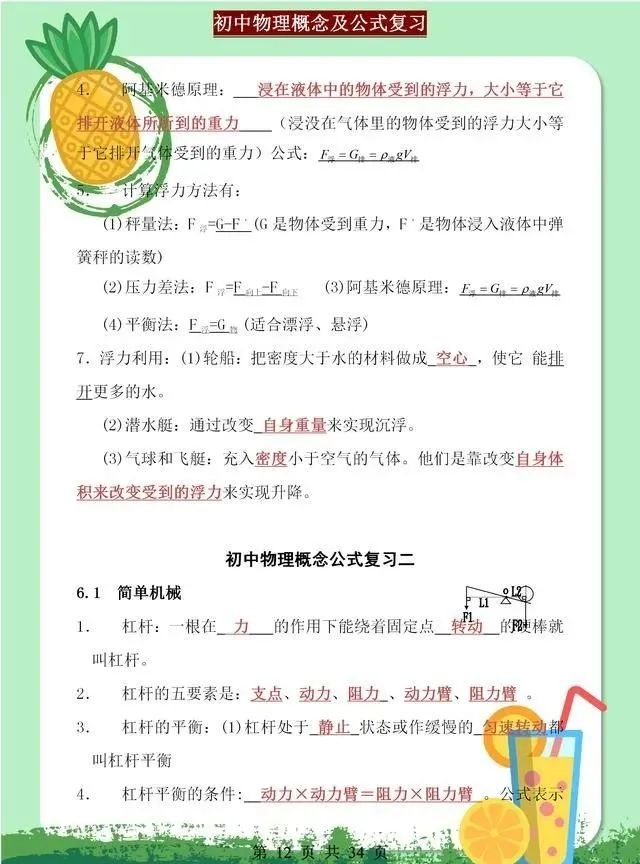 初中物理概念及公式复习
4. 阿基米德原理：浸在液体中的物体受到的浮力，大小等于它
排开液体所所到的重力（浸没在气体里的物体受到的浮力大小等
于它排开气体受到的重力）公式：F浮=G排=ρ液gV排
5. 计算浮力方法有：
(1)秤量法：F浮=G-F'(G是物体受到重力，F'是物体浸入液体中弹
簧秤的读数)
(2)压力差法：F浮=F向上-F向下 (3)阿基米德原理：F浮=G排=ρ液gV排
(4)平衡法：F浮=G物(适合漂浮、悬浮)
7.浮力利用：(1)轮船：把密度大于水的材料做成 空心 ，使它 能排
开更多的水。
(2)潜水艇：通过改变 自身重量来实现沉浮。
(3)气球和飞艇：充入密度小于空气的气体。他们是靠改变自身体
积来改变受到的浮力来实现升降。
初中物理概念公式复习二
6.1 简单机械
O L2
L1
F1
F2
1. 杠杆：一根在 力 的作用下能绕着固定点 转动 的硬棒就
叫杠杆。
2. 杠杆的五要素是：支点、动力、阻力 、动力臂、阻力臂 。
3. 杠杆的平衡：(1)杠杆处于 静止 状态或作缓慢的 匀速转动都
叫杠杆平衡
4. 杠杆平衡的条件： 动力×动力臂＝阻力×阻力臂 。公式表示
第 12 页 共 34 页